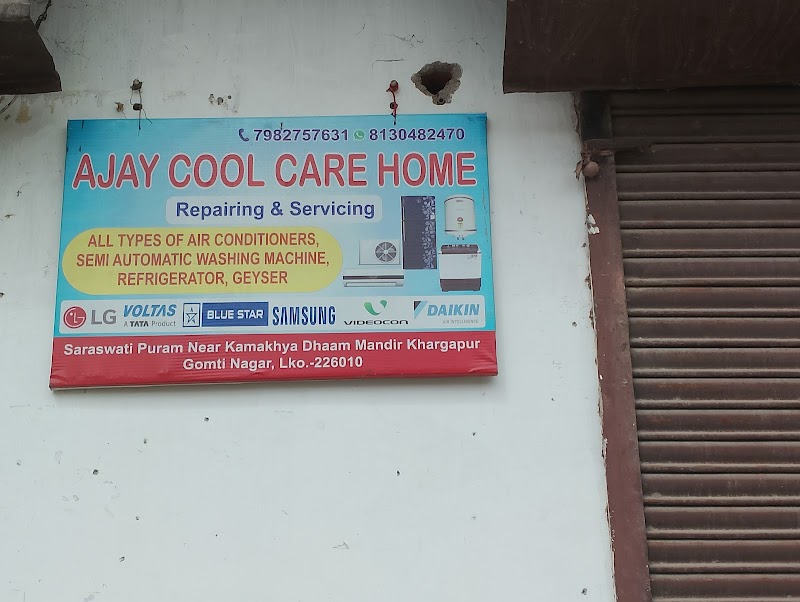 7982757631 8130482470
AJAY COOL CARE HOME
Repairing & Servicing
ALL TYPES OF AIR CONDITIONERS,
SEMI AUTOMATIC WASHING MACHINE,
REFRIGERATOR, GEYSER
LG VOLTAS BLUE STAR SAMSUNG VIDEOCON DAIKIN
A TATA Product AIR INTELLIGENCE
Saraswati Puram Near Kamakhya Dhaam Mandir Khargapur
Gomti Nagar, Lko.-226010